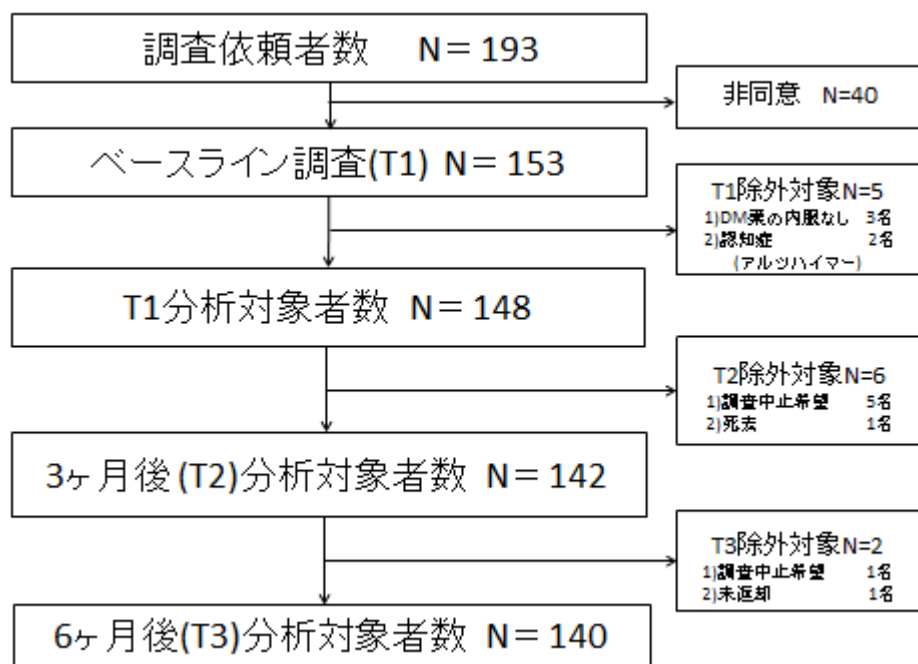 調査依頼者数 N＝193
非同意 N=40
ベースライン調査(T1) N＝153
T1除外対象N=5
1)DM薬の内服なし 3名
2)認知症 2名
(アルツハイマー)
T1分析対象者数 N＝148
T2除外対象N=6
1)調査中止希望 5名
2)死去 1名
3ヶ月後(T2)分析対象者数 N＝142
T3除外対象N=2
1)調査中止希望 1名
2)未返却 1名
6ヶ月後(T3)分析対象者数 N＝140